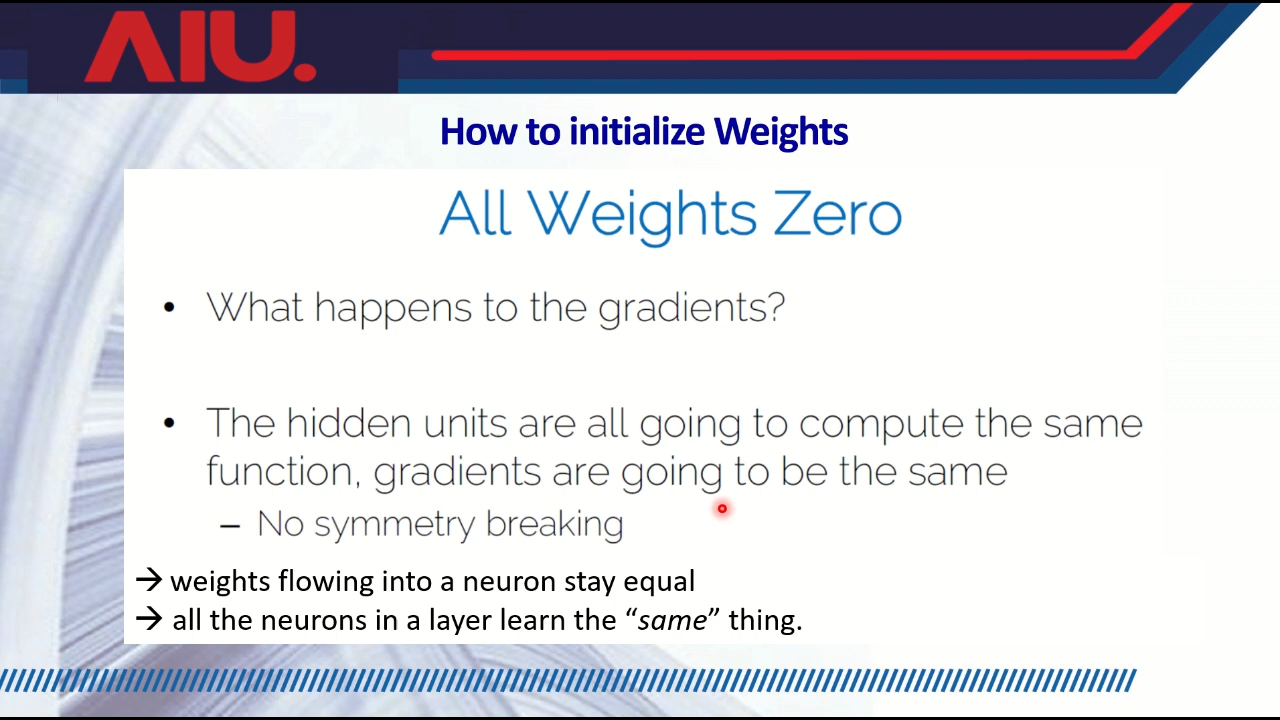 AIU.
How to initialize Weights
All Weights Zero
• What happens to the gradients?
• The hidden units are all going to compute the same
function, gradients are going to be the same
– No symmetry breaking
→ weights flowing into a neuron stay equal
→ all the neurons in a layer learn the “same” thing.